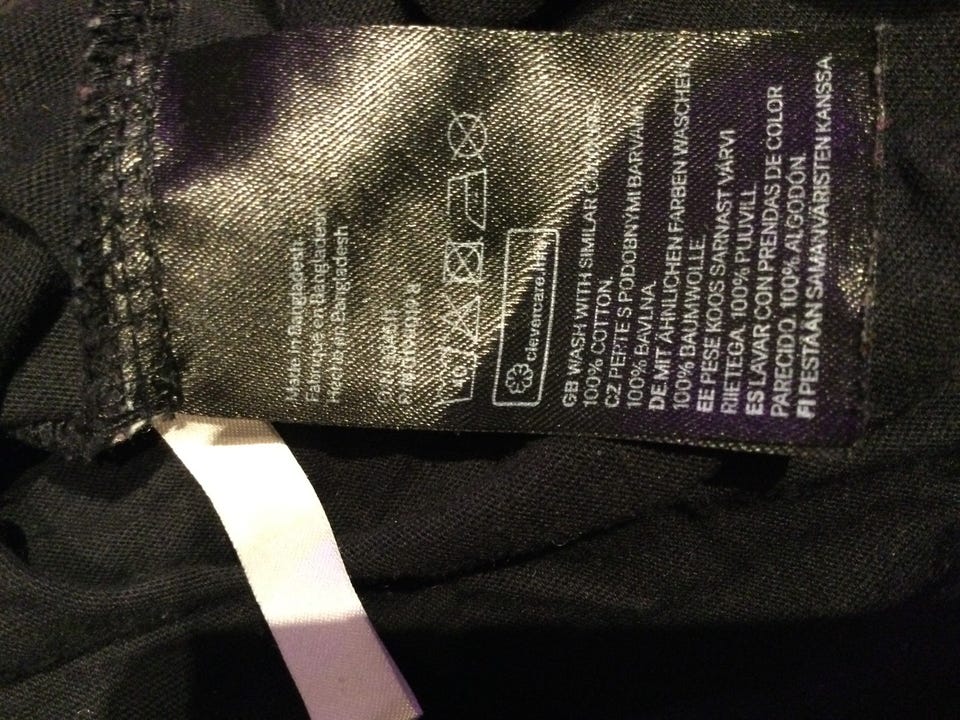 Made in Bangladesh
Fabriqué en Bangladesh
Hecho in Bangladesh
40
clevercare.info
GB WASH WITH SIMILAR COLOURS.
100% COTTON.
CZ PEPTE S PODOBNÝMI BARVAMI.
100% BAVLNA.
DE MIT ÄHNLICHEN FARBEN WASCHEN.
100% BAUMWOLLE.
EE PESE KOOS SARNAST VÄRVI
RIIETEGA. 100% PUUVILL.
ES LAVAR CON PRENDAS DE COLOR
PARECIDO. 100% ALGODÓN.
FI PESTÄÄN SAMANVÄRISTEN KANSSA